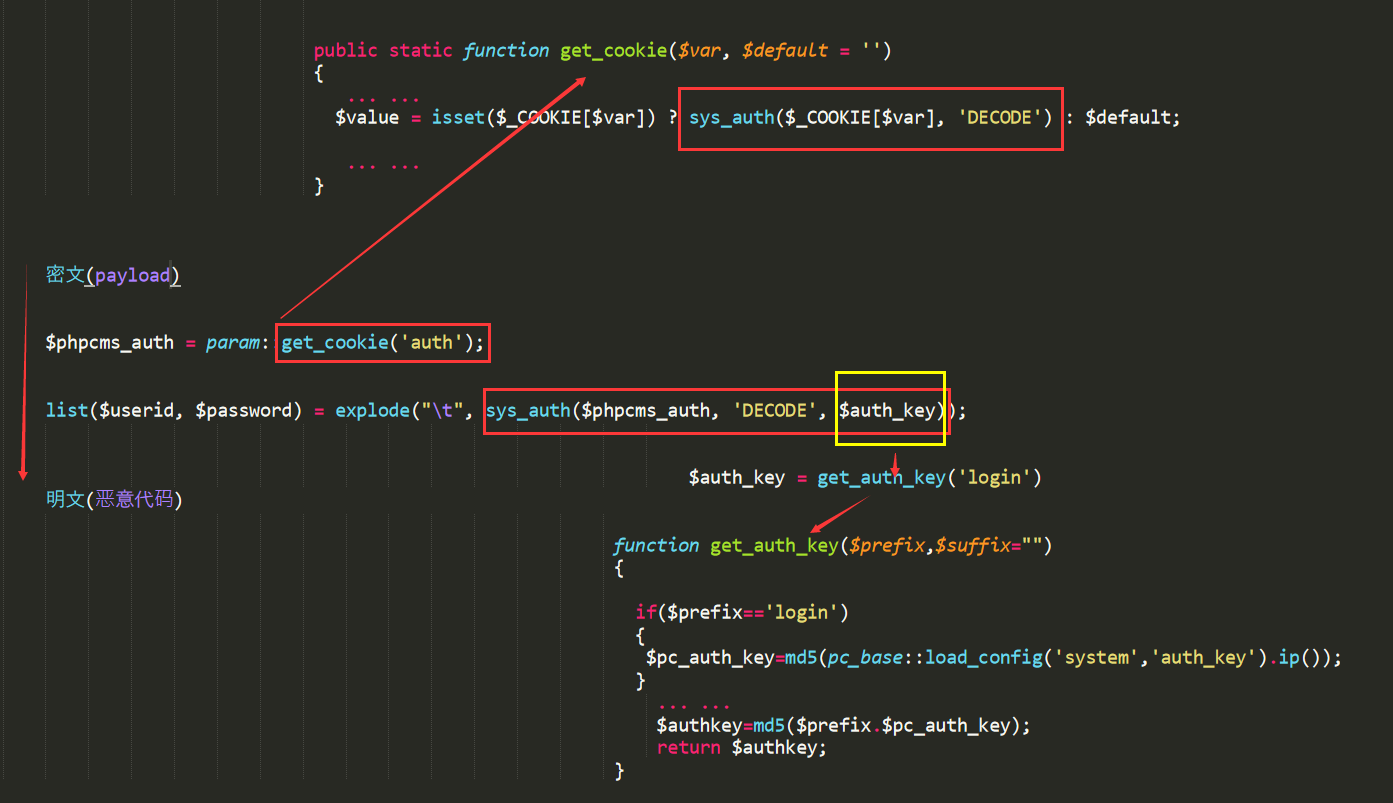 public static function get_cookie($var, $default = '')
{
... ...
$value = isset($_COOKIE[$var]) ? sys_auth($_COOKIE[$var], 'DECODE') : $default;
... ...
}
密文(payload)
$phpcms_auth = param: get_cookie('auth');
list($userid, $password) = explode("\t", sys_auth($phpcms_auth, 'DECODE', $auth_key));
$auth_key = get_auth_key('login')
明文(恶意代码)
function get_auth_key($prefix,$suffix="")
{
if($prefix=='login')
{
$pc_auth_key=md5(pc_base::load_config('system','auth_key').ip());
}
... ...
$authkey=md5($prefix.$pc_auth_key);
return $authkey;
}